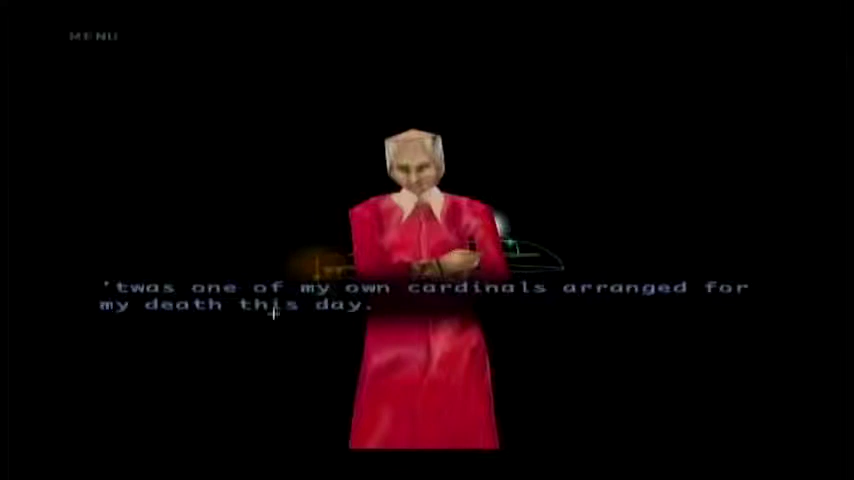 MENU
'twas one of my own cardinals arranged for
my death this day.